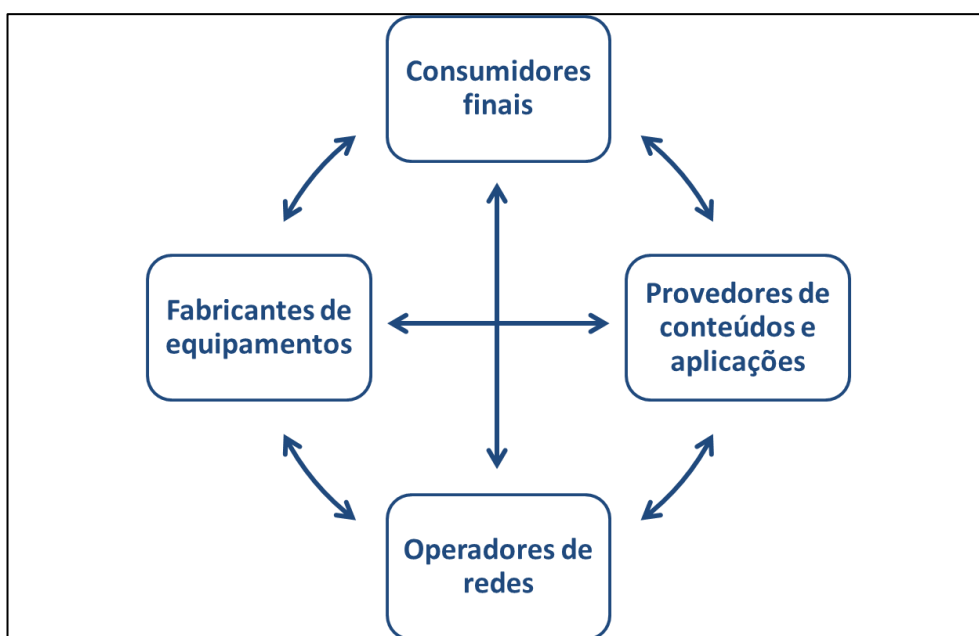 Consumidores
finais
Fabricantes de
equipamentos
Provedores de
conteúdos e
aplicações
Operadores de
redes